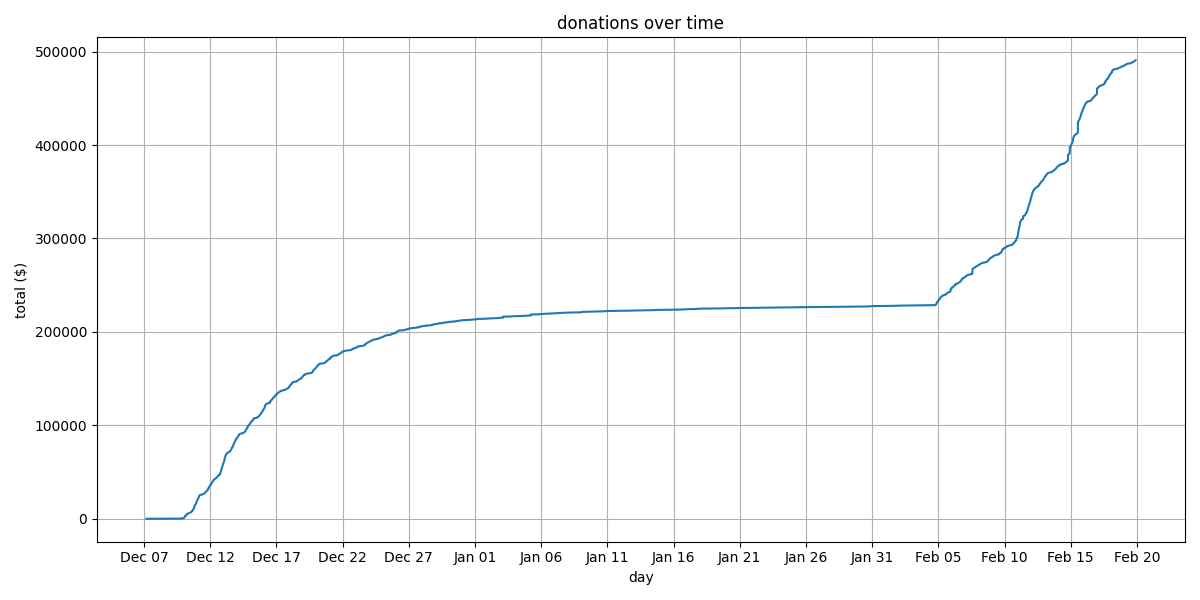 donations over time
total ($)
500000
400000
300000
200000
100000
0
Dec 07 Dec 12 Dec 17 Dec 22 Dec 27 Jan 01 Jan 06 Jan 11 Jan 16 Jan 21 Jan 26 Jan 31 Feb 05 Feb 10 Feb 15 Feb 20
day